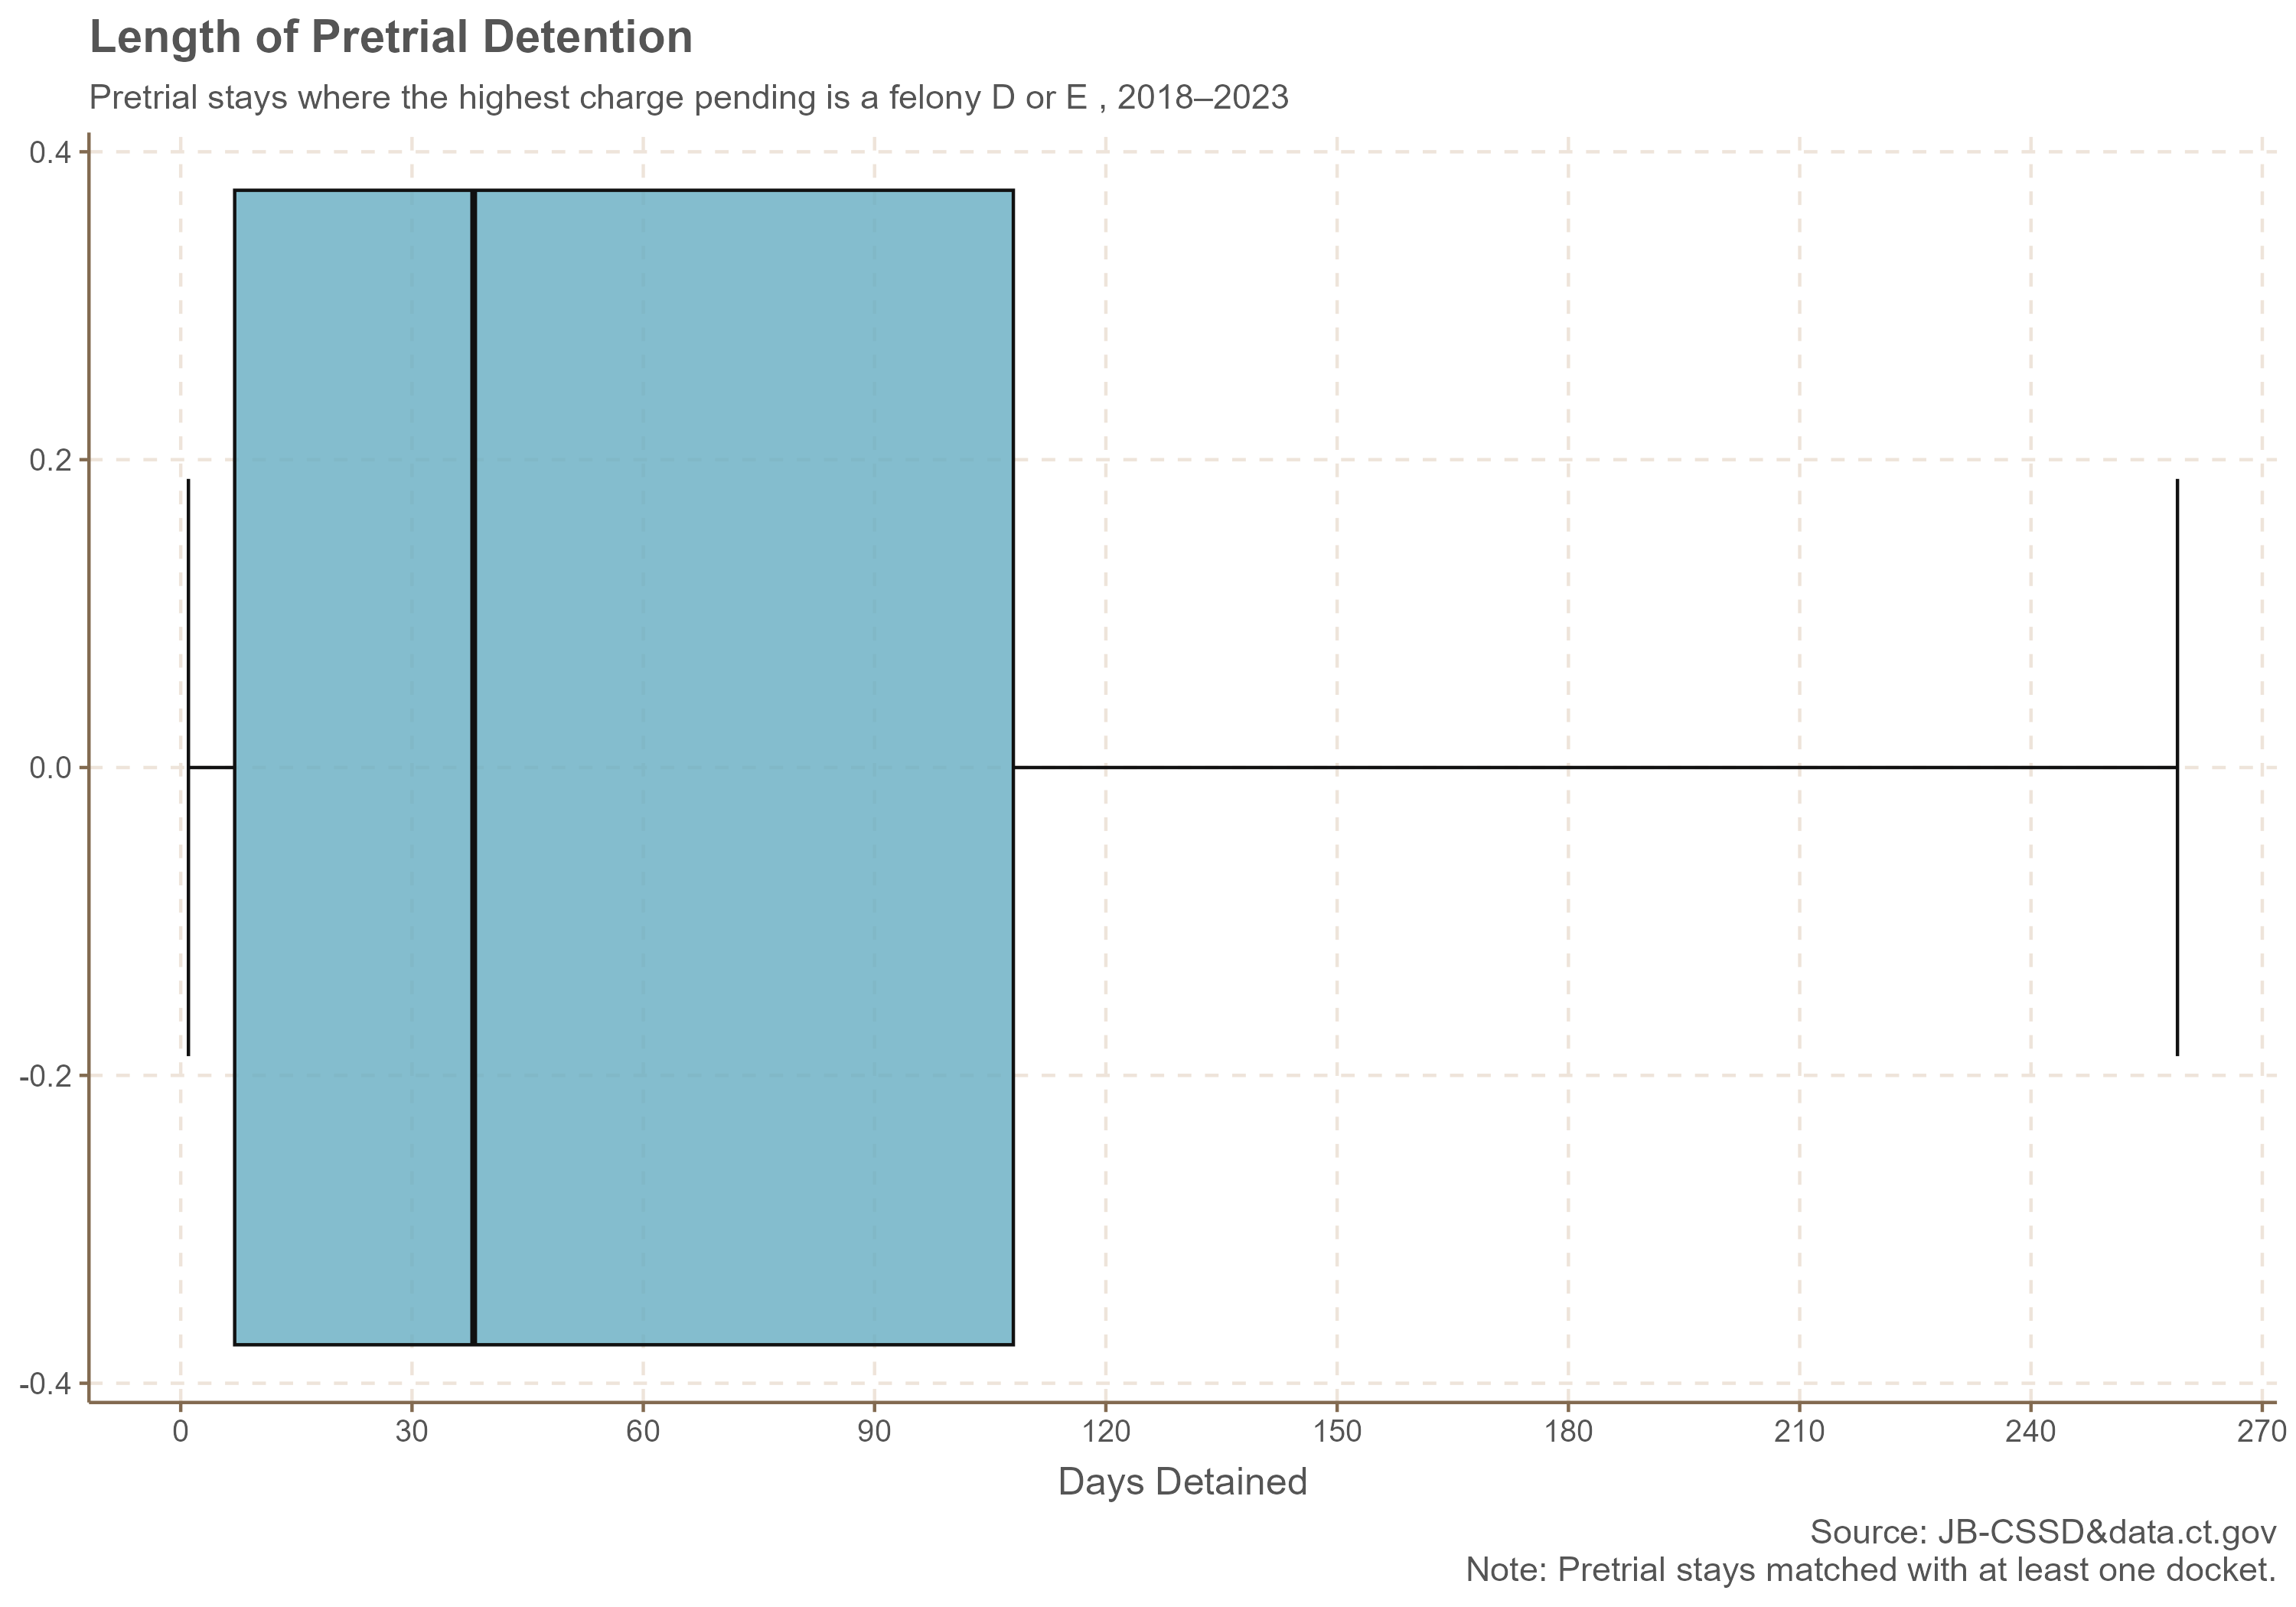 Length of Pretrial Detention
Pretrial stays where the highest charge pending is a felony D or E , 2018–2023
0.4
0.2
0.0
-0.2
-0.4
0 30 60 90 120 150 180 210 240 270
Days Detained
Source: JB-CSSD&data.ct.gov
Note: Pretrial stays matched with at least one docket.